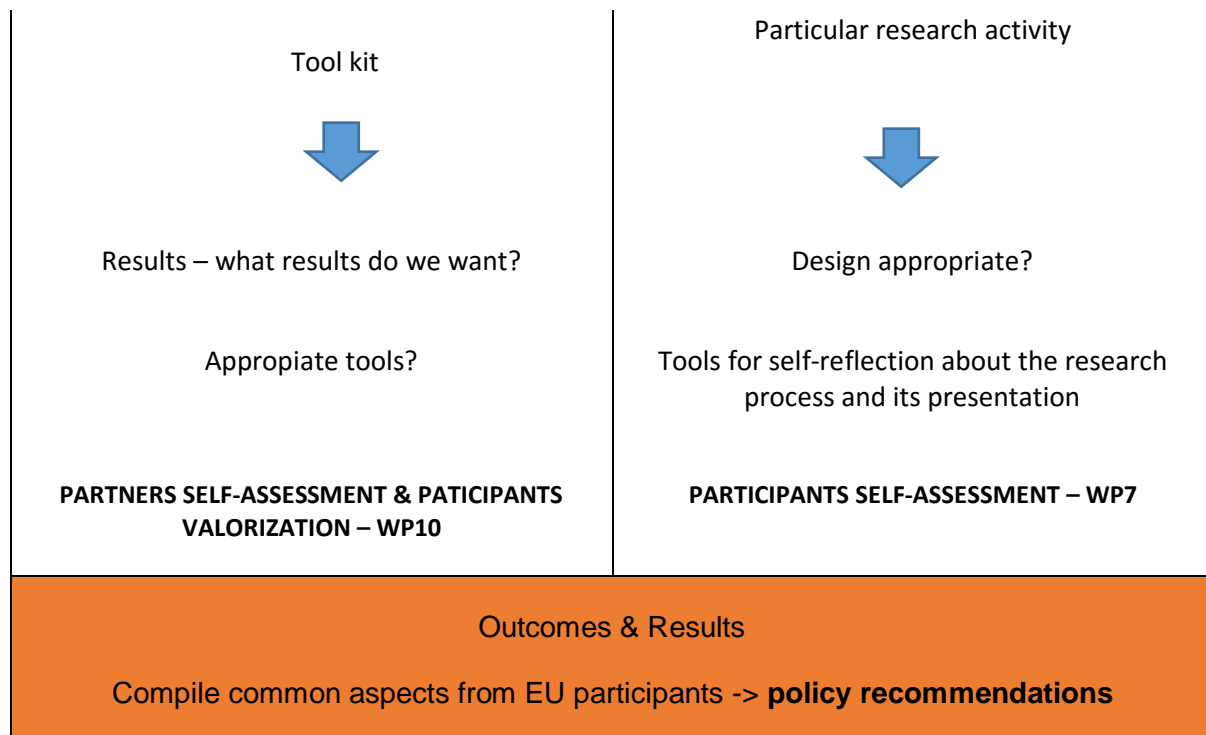 Tool kit
Results – what results do we want?
Appropiate tools?
PARTNERS SELF-ASSESSMENT & PATICIPANTS
VALORIZATION – WP10
Particular research activity
Design appropriate?
Tools for self-reflection about the research
process and its presentation
PARTICIPANTS SELF-ASSESSMENT – WP7
Outcomes & Results
Compile common aspects from EU participants -> policy recommendations